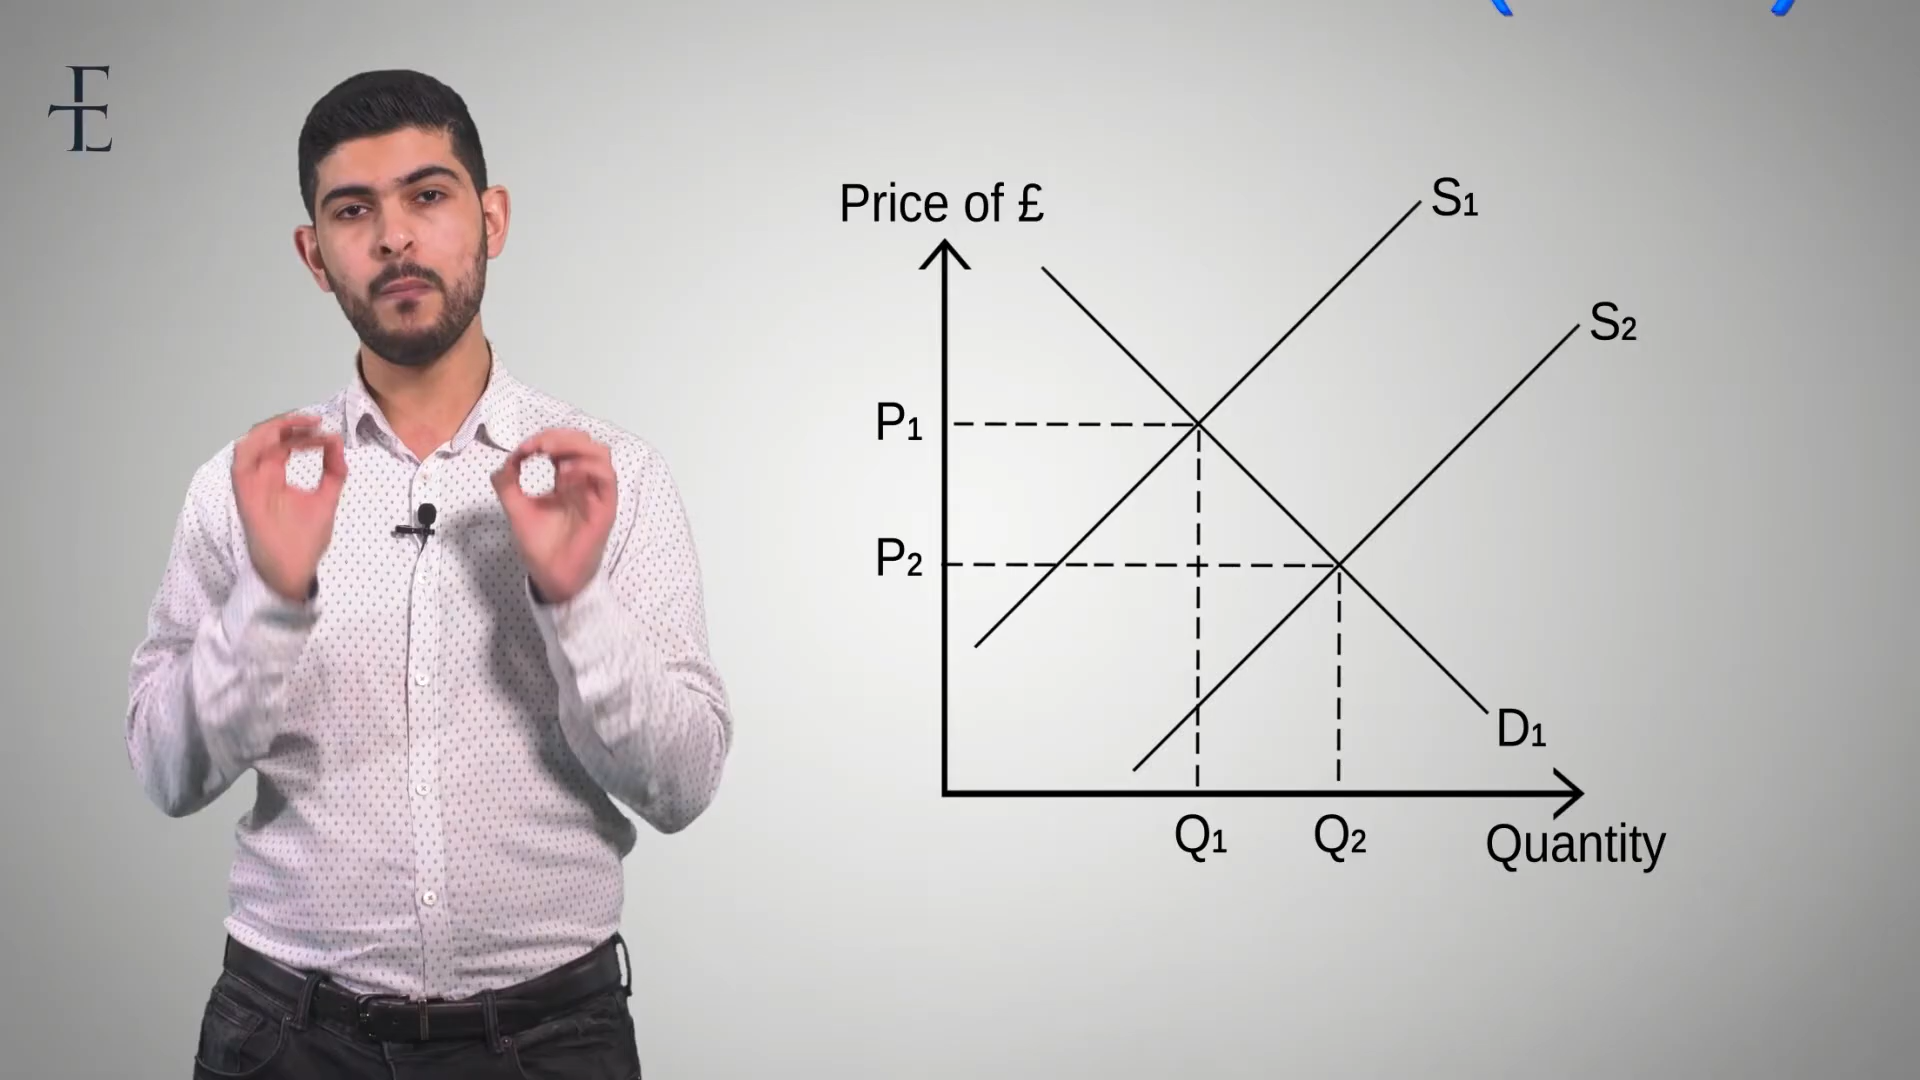 Price of £
S1
S2
P1
P2
D1
Q1 Q2
Quantity